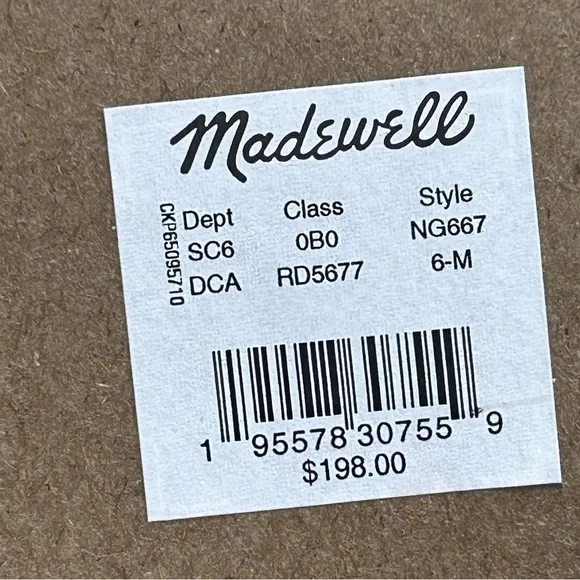 Madewell
CKP65095710
Dept Class Style
SC6 0B0 NG667
DCA RD5677 6-M
1 95578 30755 9
$198.00